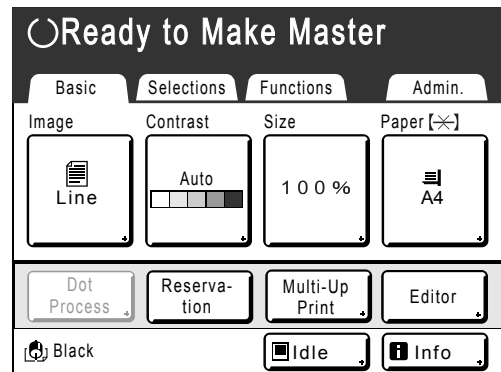 Ready to Make Master
Basic Selections Functions Admin.
Image Contrast Size Paper【⚹】
Line Auto 100% A4
Dot Process Reserva-
tion Multi-Up
Print Editor
Black Idle Info